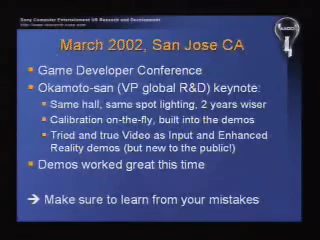 Sony Computer Entertainment US Research and Development
March 2002, San Jose CA
Game Developer Conference
Okamoto-san (VP global R&D) keynote:
Same hall, same spot lighting, 2 years wiser
Calibration on-the-fly, built into the demos
Tried and true Video as Input and Enhanced
Reality demos (but new to the public!)
Demos worked great this time
→ Make sure to learn from your mistakes